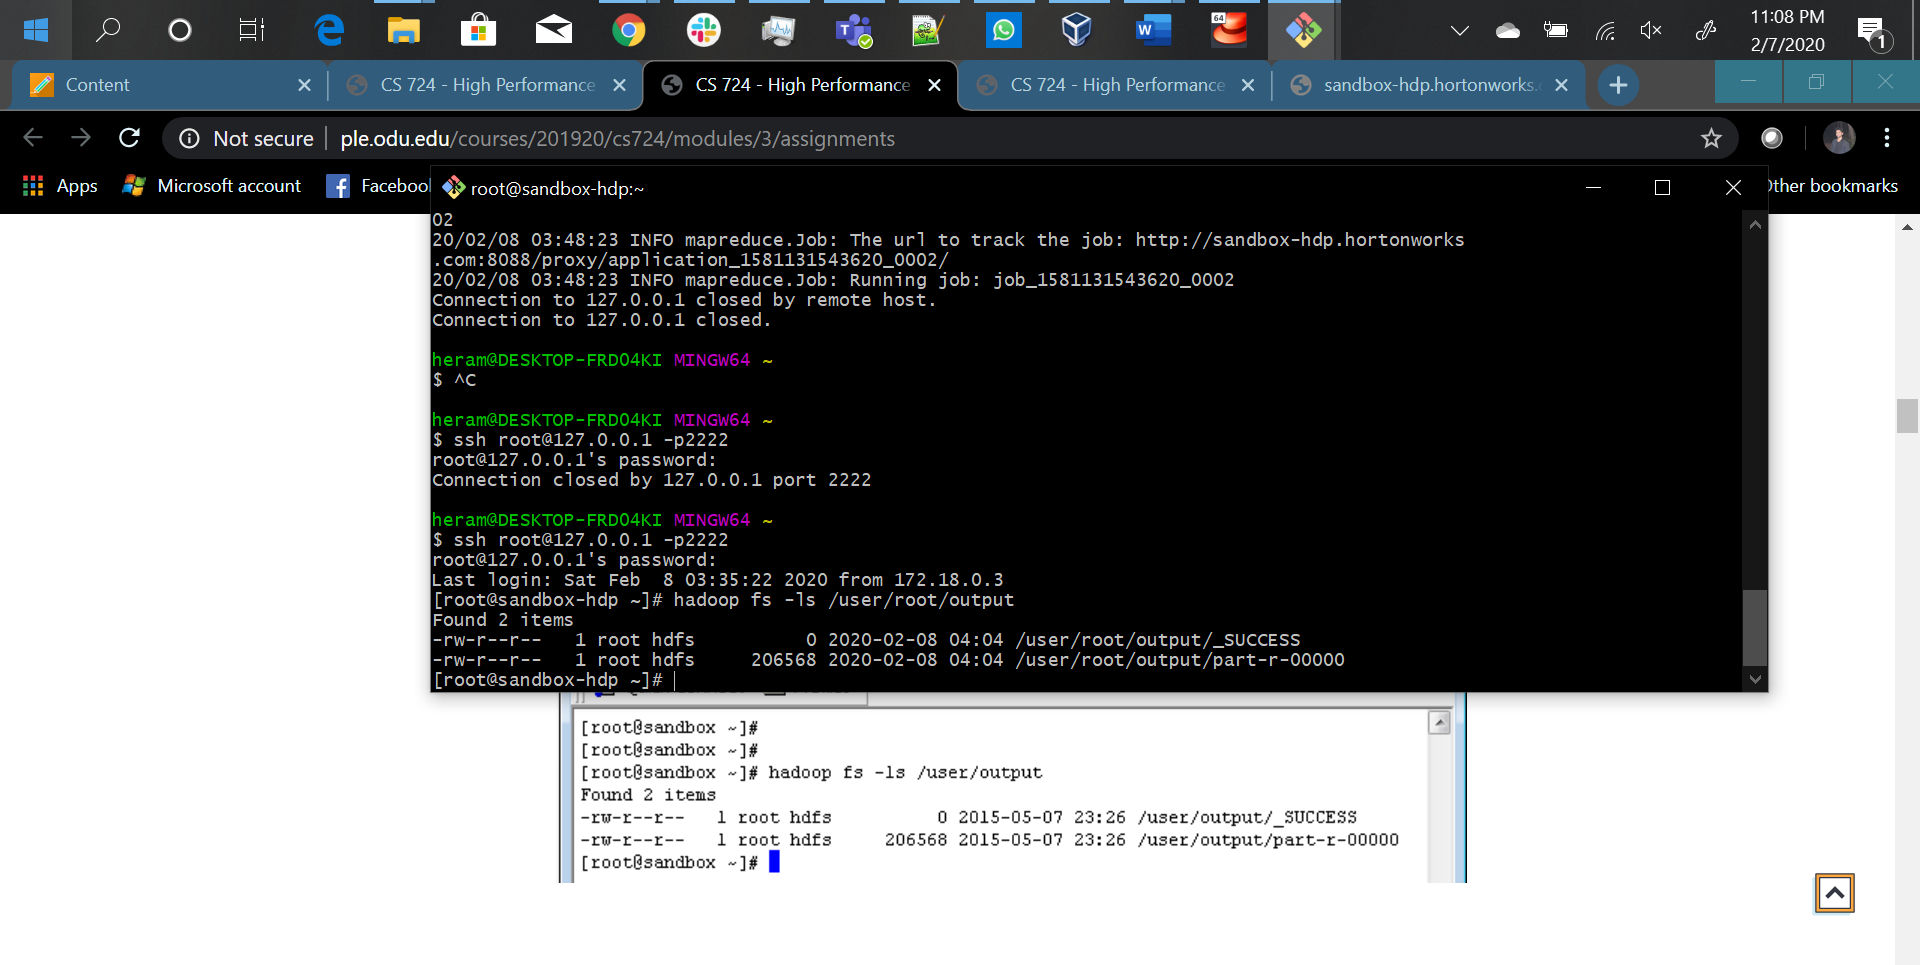 64
11:08 PM
2/7/2020
1
Content
CS 724 - High Performance
CS 724 - High Performance
CS 724 - High Performance
sandbox-hdp.hortonworks.
Not secure
ple.odu.edu/courses/201920/cs724/modules/3/assignments
Apps
Microsoft account
root@sandbox-hdp:~
02
20/02/08 03:48:23 INFO mapreduce.Job: The url to track the job: http://sandbox-hdp.hortonworks
.com:8088/proxy/application_1581131543620_0002/
20/02/08 03:48:23 INFO mapreduce.Job: Running job: job_1581131543620_0002
Connection to 127.0.0.1 closed by remote host.
Connection to 127.0.0.1 closed.
heram@DESKTOP-FRDO4KI MINGW64 ~
$ ^C
heram@DESKTOP-FRDO4KI MINGW64 ~
$ ssh root@127.0.0.1 -p2222
root@127.0.0.1's password:
Connection closed by 127.0.0.1 port 2222
heram@DESKTOP-FRDO4KI MINGW64 ~
$ ssh root@127.0.0.1 -p2222
root@127.0.0.1's password:
Last login: Sat Feb  8 03:35:22 2020 from 172.18.0.3
[root@sandbox-hdp ~]# hadoop fs -ls /user/root/output
Found 2 items
-rw-r--r--   1 root hdfs          0 2020-02-08 04:04 /user/root/output/_SUCCESS
-rw-r--r--   1 root hdfs     206568 2020-02-08 04:04 /user/root/output/part-r-00000
[root@sandbox-hdp ~]#
Faceboo
Other bookmarks
[root@sandbox ~]#
[root@sandbox ~]#
[root@sandbox ~]# hadoop fs -ls /user/output
Found 2 items
-rw-r--r--   1 root hdfs          0 2015-05-07 23:26 /user/output/_SUCCESS
-rw-r--r--   1 root hdfs     206568 2015-05-07 23:26 /user/output/part-r-00000
[root@sandbox ~]#